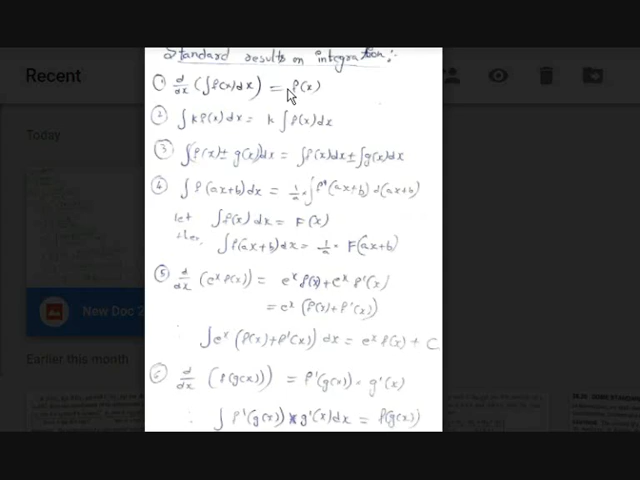 Standard results on integration:-
Recent
① d/dx (∫f(x)dx) = f(x)
② ∫kf(x)dx = k∫f(x)dx
Today
③ ∫(f(x)± g(x))dx = ∫f(x)dx ± ∫g(x)dx
④ ∫f(ax+b)dx = 1/a · ∫f(ax+b) d(ax+b)
let ∫f(x)dx = F(x)
then, ∫f(ax+b)dx = 1/a · F(ax+b)
⑤ d/dx (e^x f(x)) = e^x f(x) + e^x f'(x)
= e^x (f(x)+f'(x))
New Doc 2
∴ ∫e^x (f(x)+f'(x)) dx = e^x f(x) + C
Earlier this month
⑥ d/dx (f(g(x))) = f'(g(x)) · g'(x)
∴ ∫ f'(g(x)) × g'(x)dx = f(g(x))